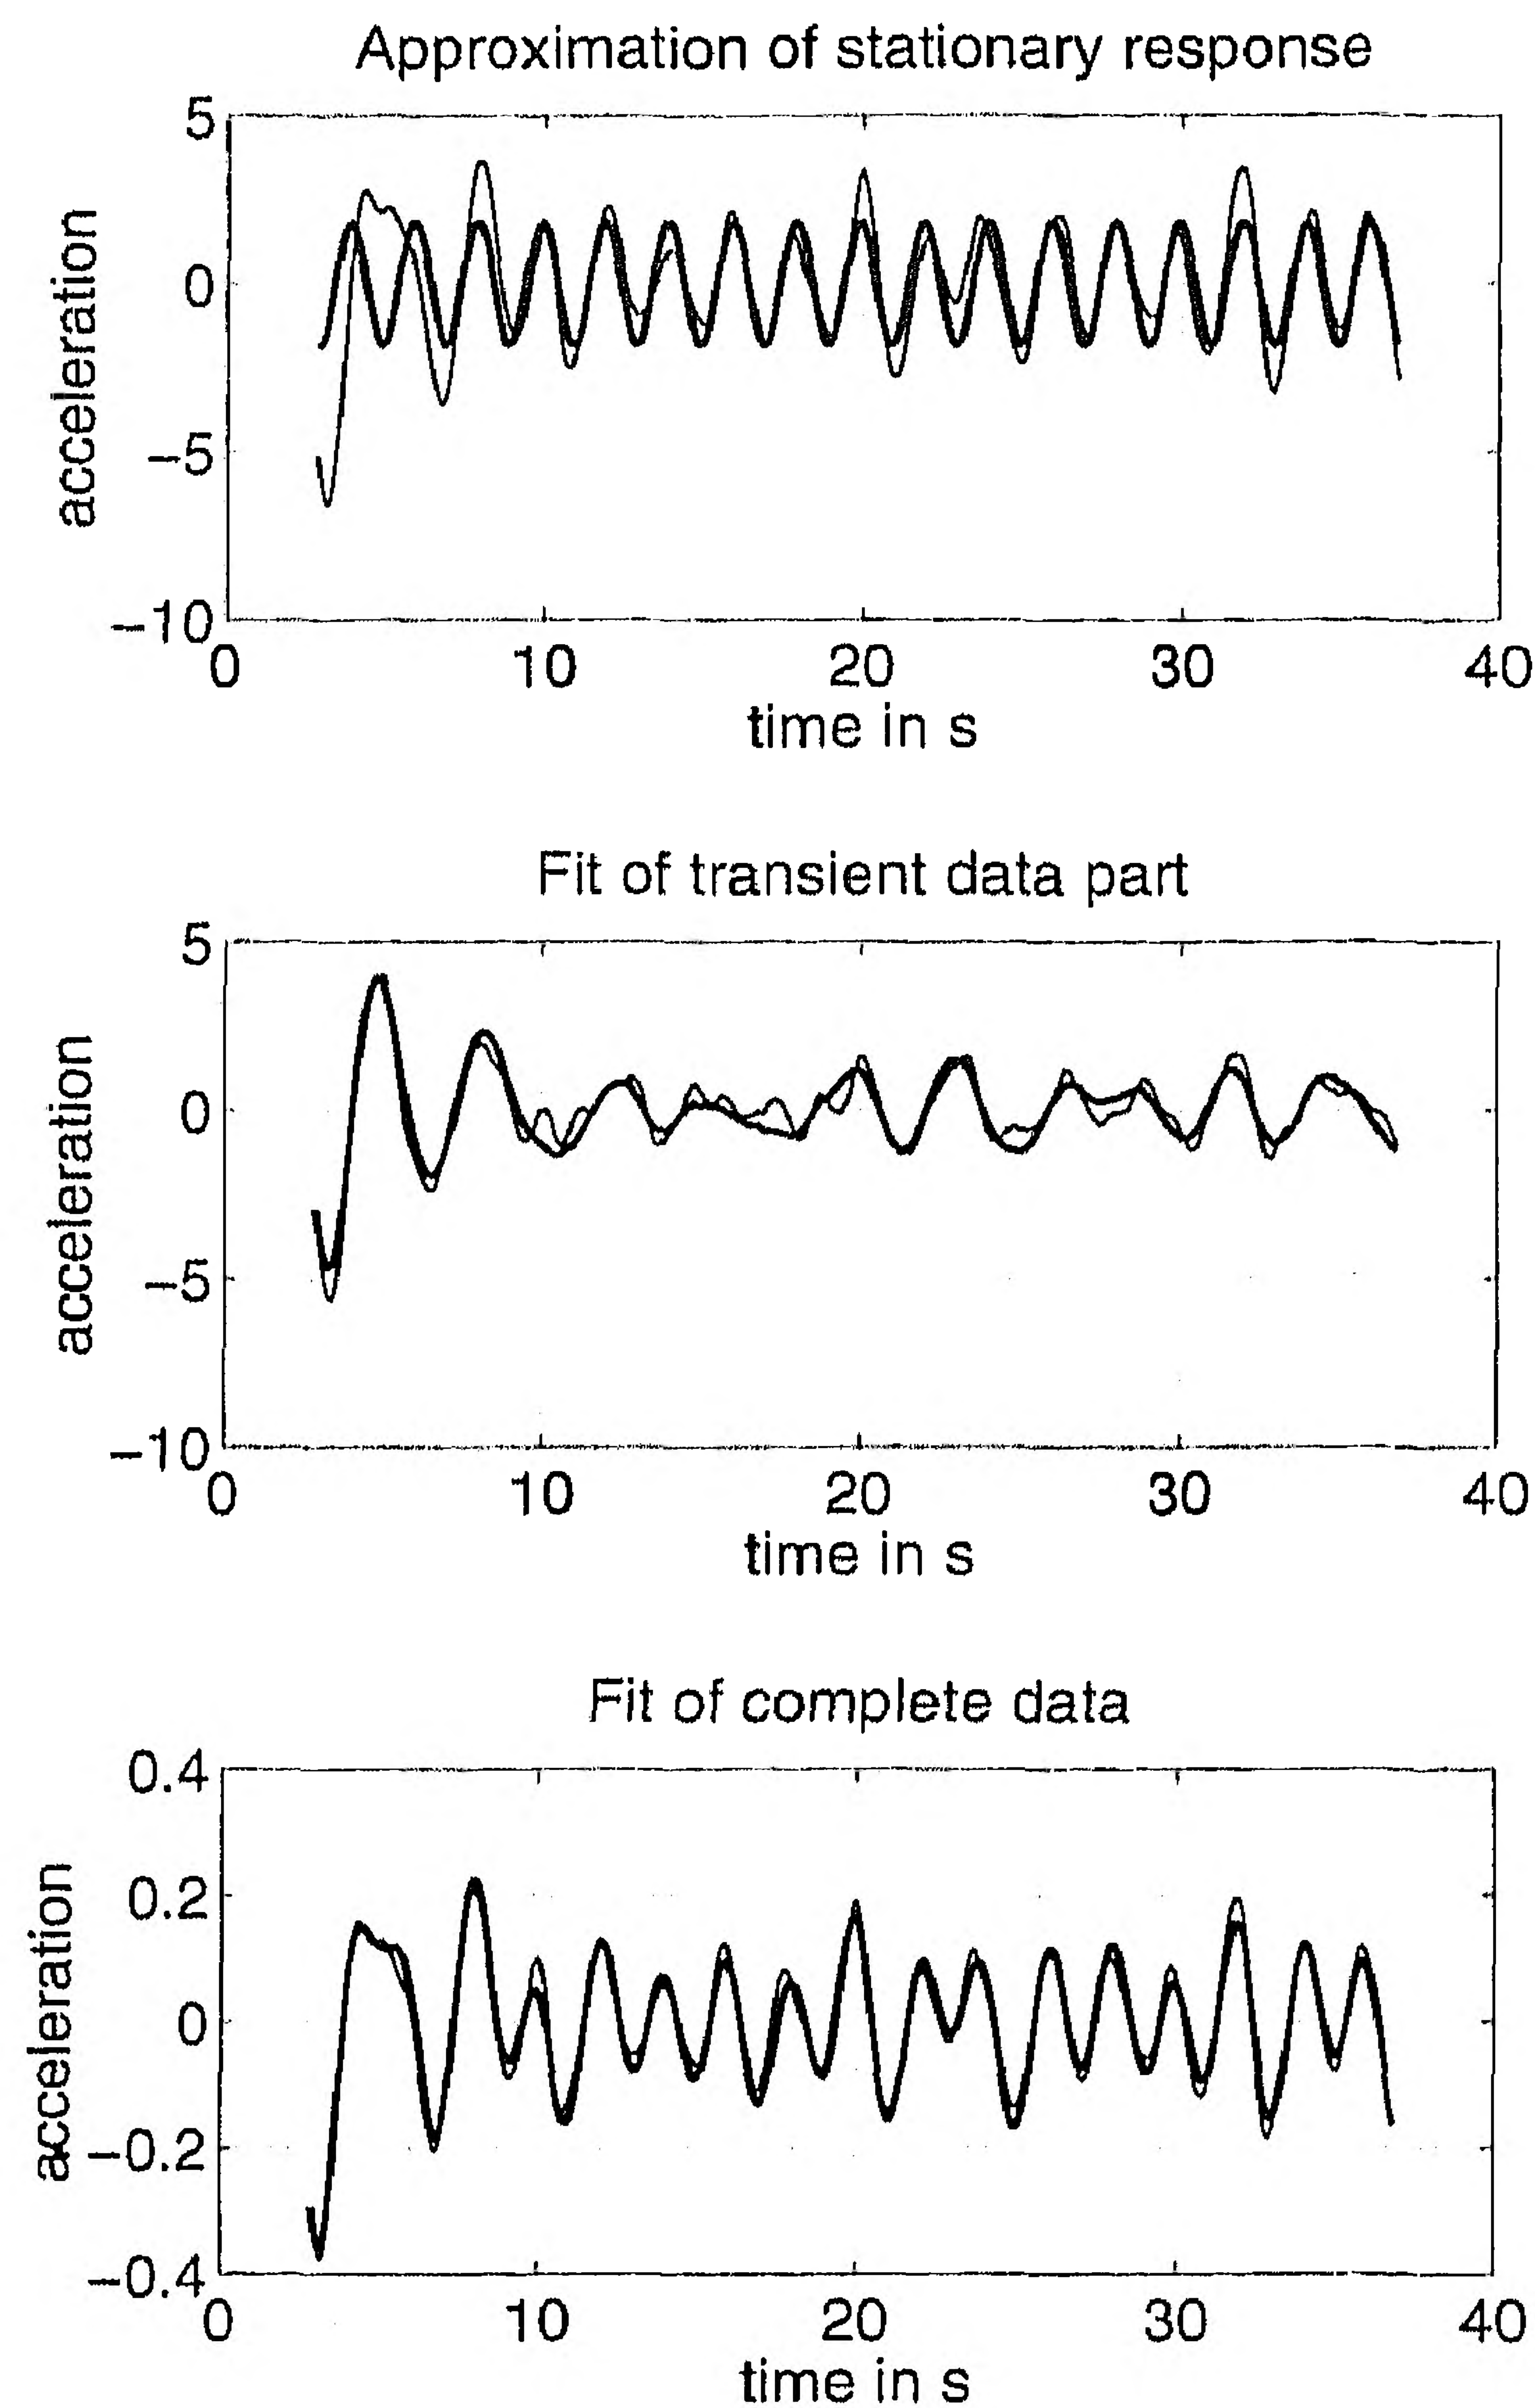 Approximation of stationary response
5
0
−5
−10
acceleration
0 10 20 30 40
time in s
Fit of transient data part
5
0
−5
−10
acceleration
0 10 20 30 40
time in s
Fit of complete data
0.4
0.2
0
−0.2
−0.4
acceleration
0 10 20 30 40
time in s